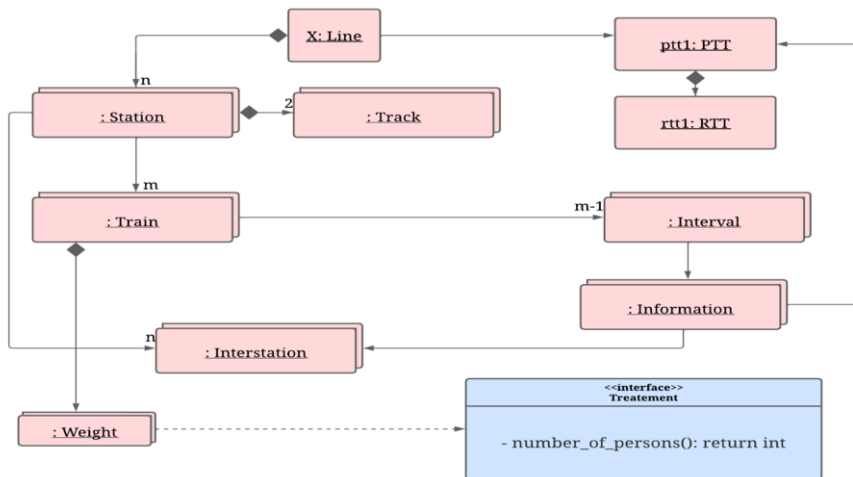 X: Line
ptt1: PTT
n
: Station
2
: Track
rtt1: RTT
m
: Train
m-1
: Interval
: Information
n
: Interstation
<<interface>>
Treatement
- number_of_persons(): return int
: Weight